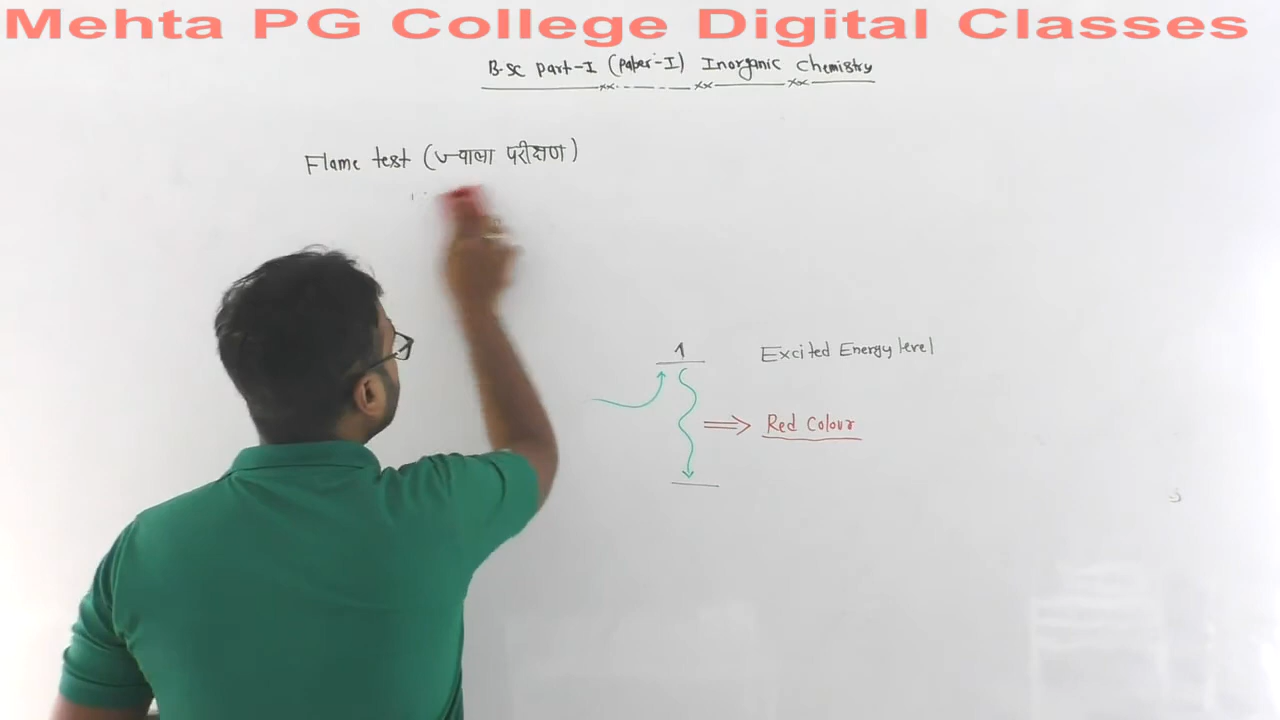 Mehta PG College Digital Classes
B.Sc Part-I (Paper-I) Inorganic Chemistry
Flame test (ज्वाला परीक्षण)
1
Excited Energy level
Red Colour